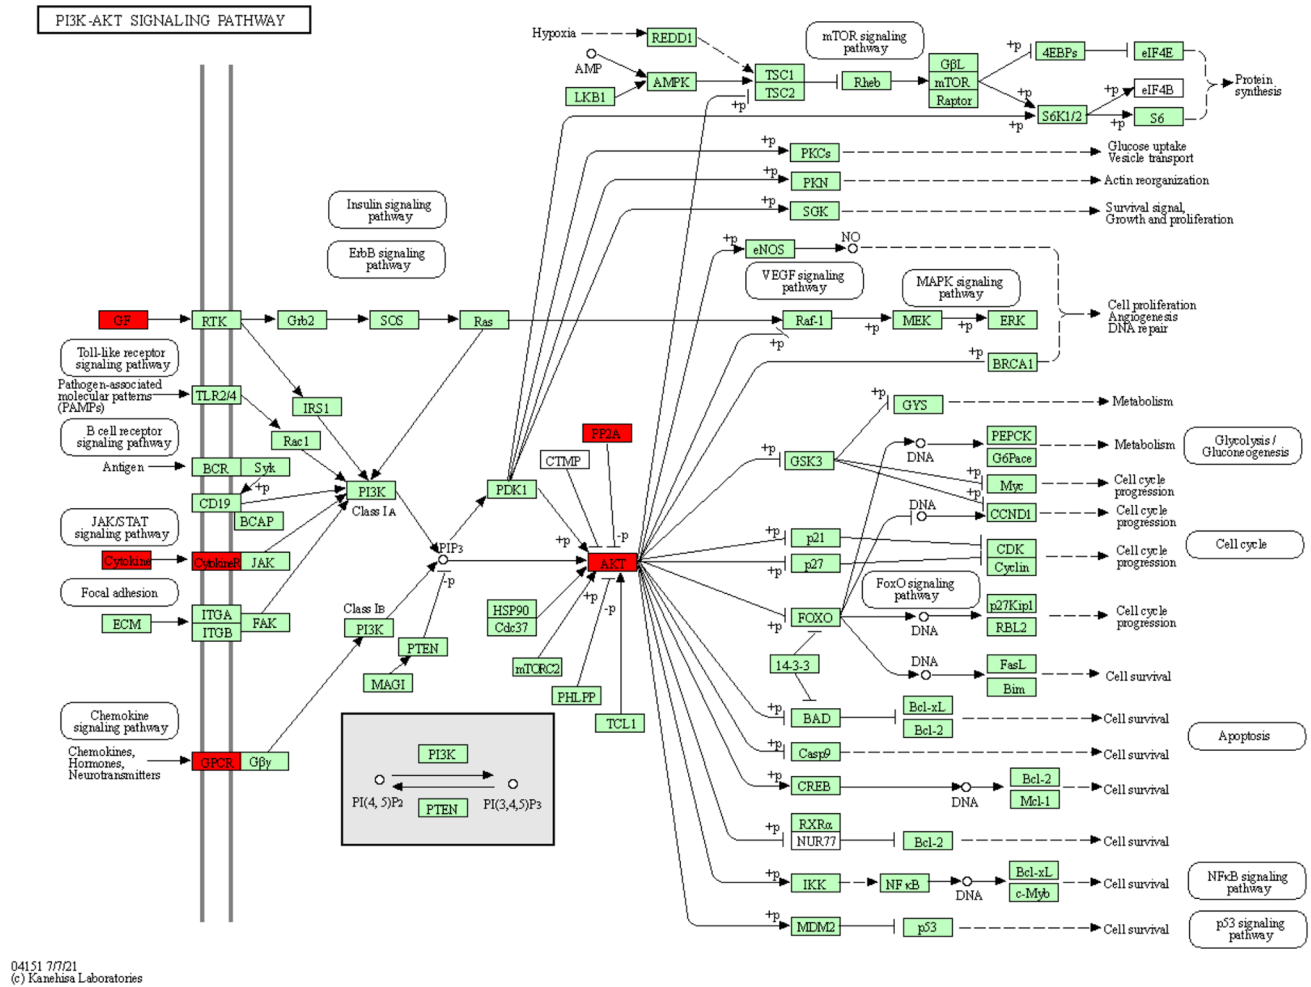 PI3K-AKT SIGNALING PATHWAY
Hypoxia
REDD1
mTOR signaling
pathway
AMP
AMPK
LKB1
TSC1
TSC2
+p
Rheb
GβL
mTOR
Raptor
+p
4EBPs
eIF4E
+p
eIF4B
S6K1/2
+p
+p
S6
Protein
synthesis
+p
PKCs
Glucose uptake
Vesicle transport
+p
PKN
Actin reorganization
+p
SGK
Survival signal,
Growth and proliferation
Insulin signaling
pathway
ErbB signaling
pathway
+p
eNOS
NO
VEGF signaling
pathway
MAPK signaling
pathway
GF
RTK
Grb2
SOS
Ras
Raf-1
+p
+p
MEK
+p
ERK
Cell proliferation
Angiogenesis
DNA repair
+p
BRCA1
Toll-like receptor
signaling pathway
Pathogen-associated
molecular patterns
(PAMPs)
TLR2/4
IRS1
+p
GYS
Metabolism
B cell receptor
signaling pathway
Rac1
Antigen
BCR
Syk
+p
CD19
BCAP
PI3K
Class IA
PP2A
CTMP
PDK1
+p
GSK3
DNA
PEPCK
G6Pace
Metabolism
Glycolysis /
Gluconeogenesis
+p
Myc
Cell cycle
progression
+p
DNA
CCND1
Cell cycle
progression
JAK/STAT
signaling pathway
Cytokine
CytokineR
JAK
PIP3
-p
+p
-p
AKT
+p
-p
+p
p21
+p
p27
CDK
Cyclin
Cell cycle
progression
Cell cycle
Focal adhesion
ECM
ITGA
ITGB
FAK
Class IB
PI3K
PTEN
MAGI
HSP90
Cdc37
mTORC2
PHLPP
TCL1
FoxO signaling
pathway
+p
FOXO
DNA
p27Kip1
RBL2
Cell cycle
progression
14-3-3
DNA
FasL
Bim
Cell survival
Chemokine
signaling pathway
Chemokines,
Hormones,
Neurotransmitters
GPCR
Gβγ
PI3K
PI(4,5)P2
PI(3,4,5)P3
PTEN
+p
BAD
Bcl-xL
Bcl-2
Cell survival
Apoptosis
+p
Casp9
Cell survival
+p
CREB
DNA
Bcl-2
Mcl-1
Cell survival
+p
RXRα
NUR77
Bcl-2
Cell survival
+p
IKK
NFκB
DNA
Bcl-xL
c-Myb
Cell survival
NFκB signaling
pathway
+p
MDM2
p53
Cell survival
p53 signaling
pathway
04151 7/7/21
(c) Kanehisa Laboratories